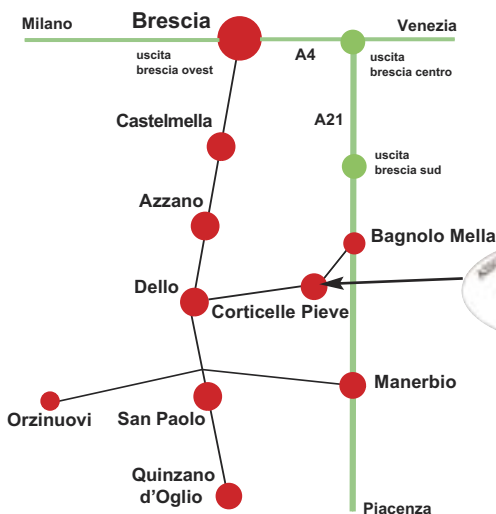 Milano
Brescia
Venezia
uscita
brescia ovest
A4
uscita
brescia centro
A21
Castelmella
uscita
brescia sud
Azzano
Bagnolo Mella
Dello
Corticelle Pieve
Manerbio
Orzinuovi
San Paolo
Quinzano
d'Oglio
Piacenza